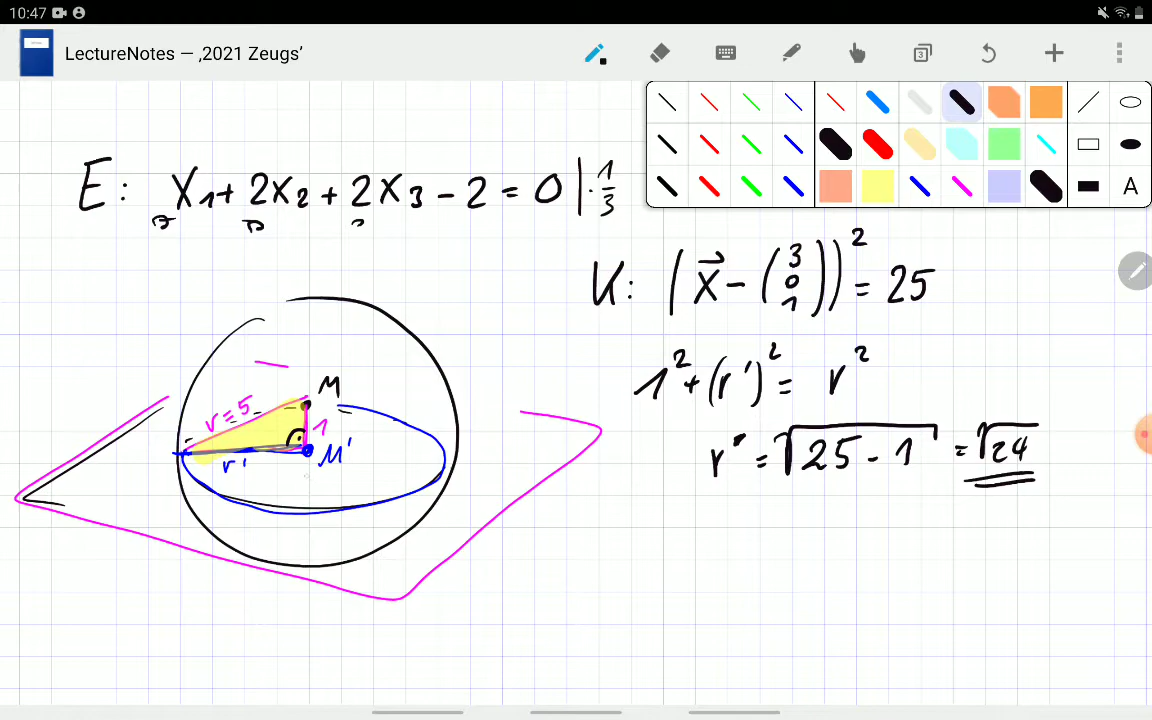 10:47
LectureNotes — ‚2021 Zeugs'
3
A
E: x₁ + 2x₂ + 2x₃ - 2 = 0 | · 1/3
K: (x⃗ - (3 0 1))² = 25
1² + (r')² = r²
r' = √25 - 1 = √24
M
r=5
1
M'
r'